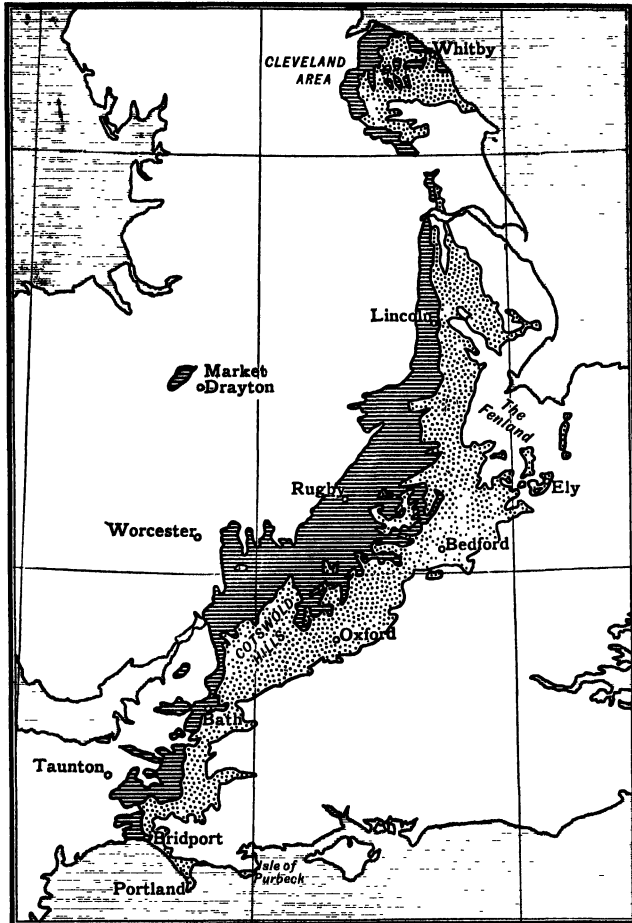 Whitby
CLEVELAND
AREA
Lincoln
Market
Drayton
The
Fenland
Rugby
Ely
Worcester
Bedford
M
COTSWOLD
HILLS
Oxford
Bath
Taunton
Bridport
Isle of
Purbeck
Portland